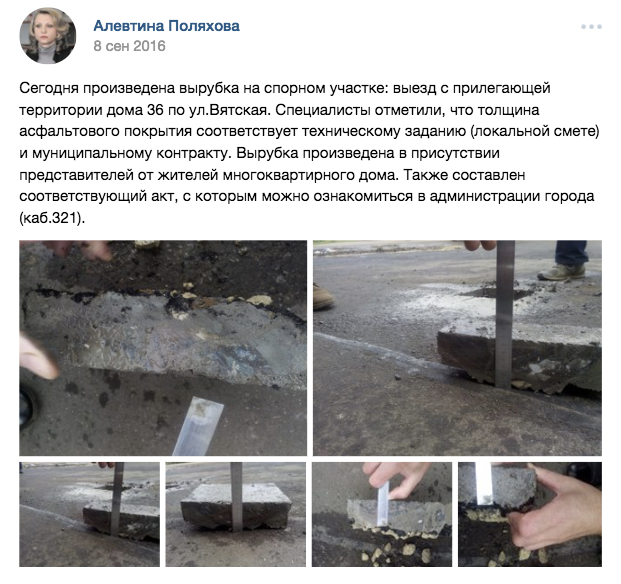 Алевтина Поляхова
8 сен 2016
Сегодня произведена вырубка на спорном участке: выезд с прилегающей
территории дома 36 по ул.Вятская. Специалисты отметили, что толщина
асфальтового покрытия соответствует техническому заданию (локальной смете)
и муниципальному контракту. Вырубка произведена в присутствии
представителей от жителей многоквартирного дома. Также составлен
соответствующий акт, с которым можно ознакомиться в администрации города
(каб.321).